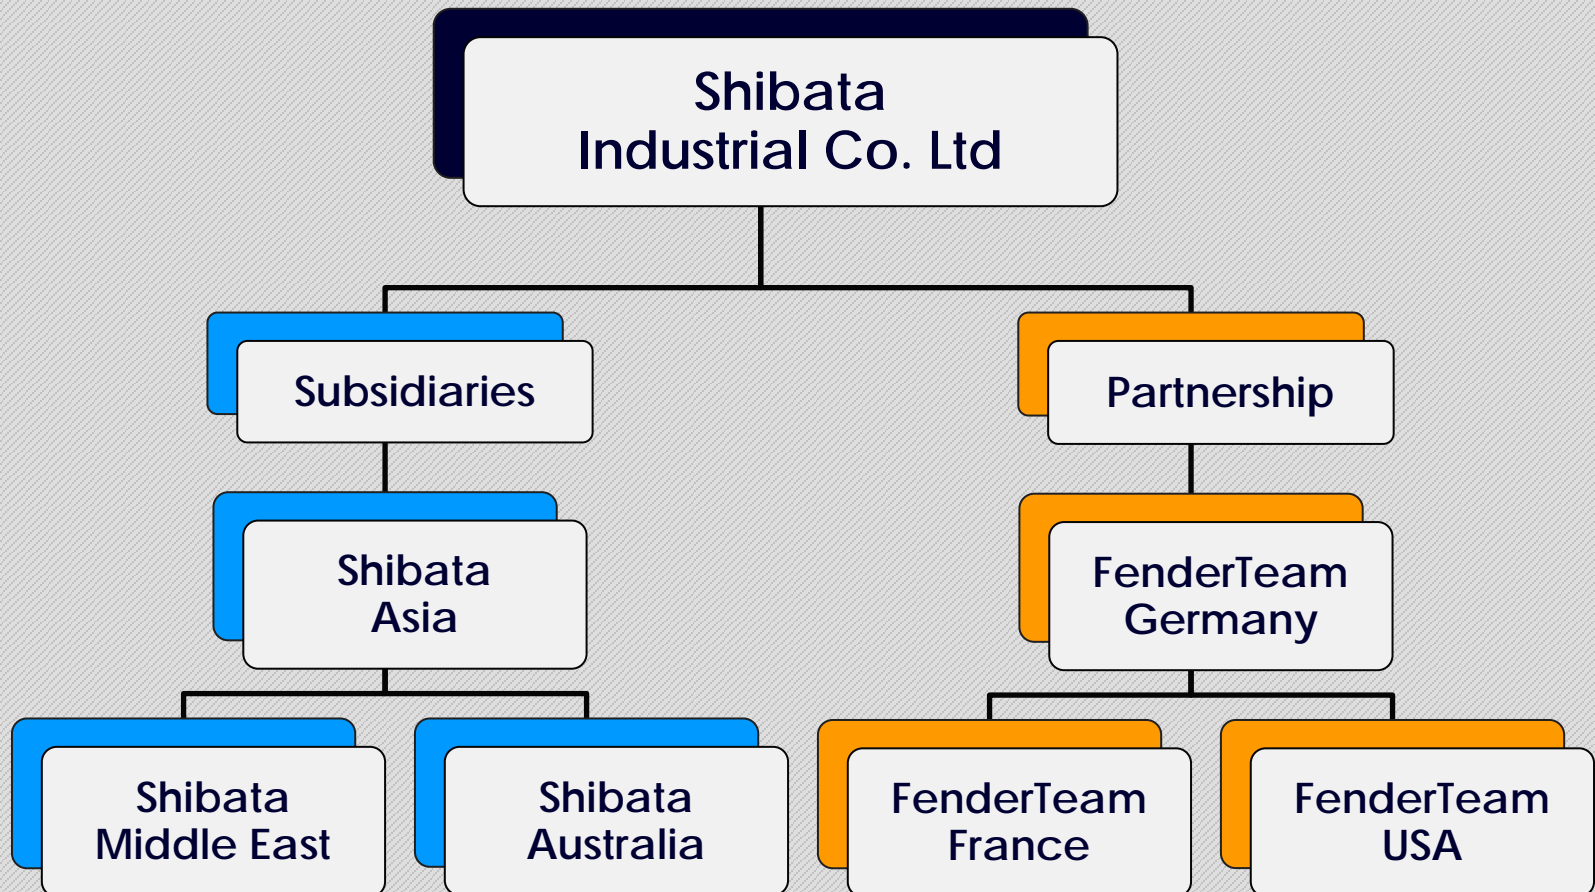 Shibata
Industrial Co. Ltd
Subsidiaries
Partnership
Shibata
Asia
FenderTeam
Germany
Shibata
Middle East
Shibata
Australia
FenderTeam
France
FenderTeam
USA